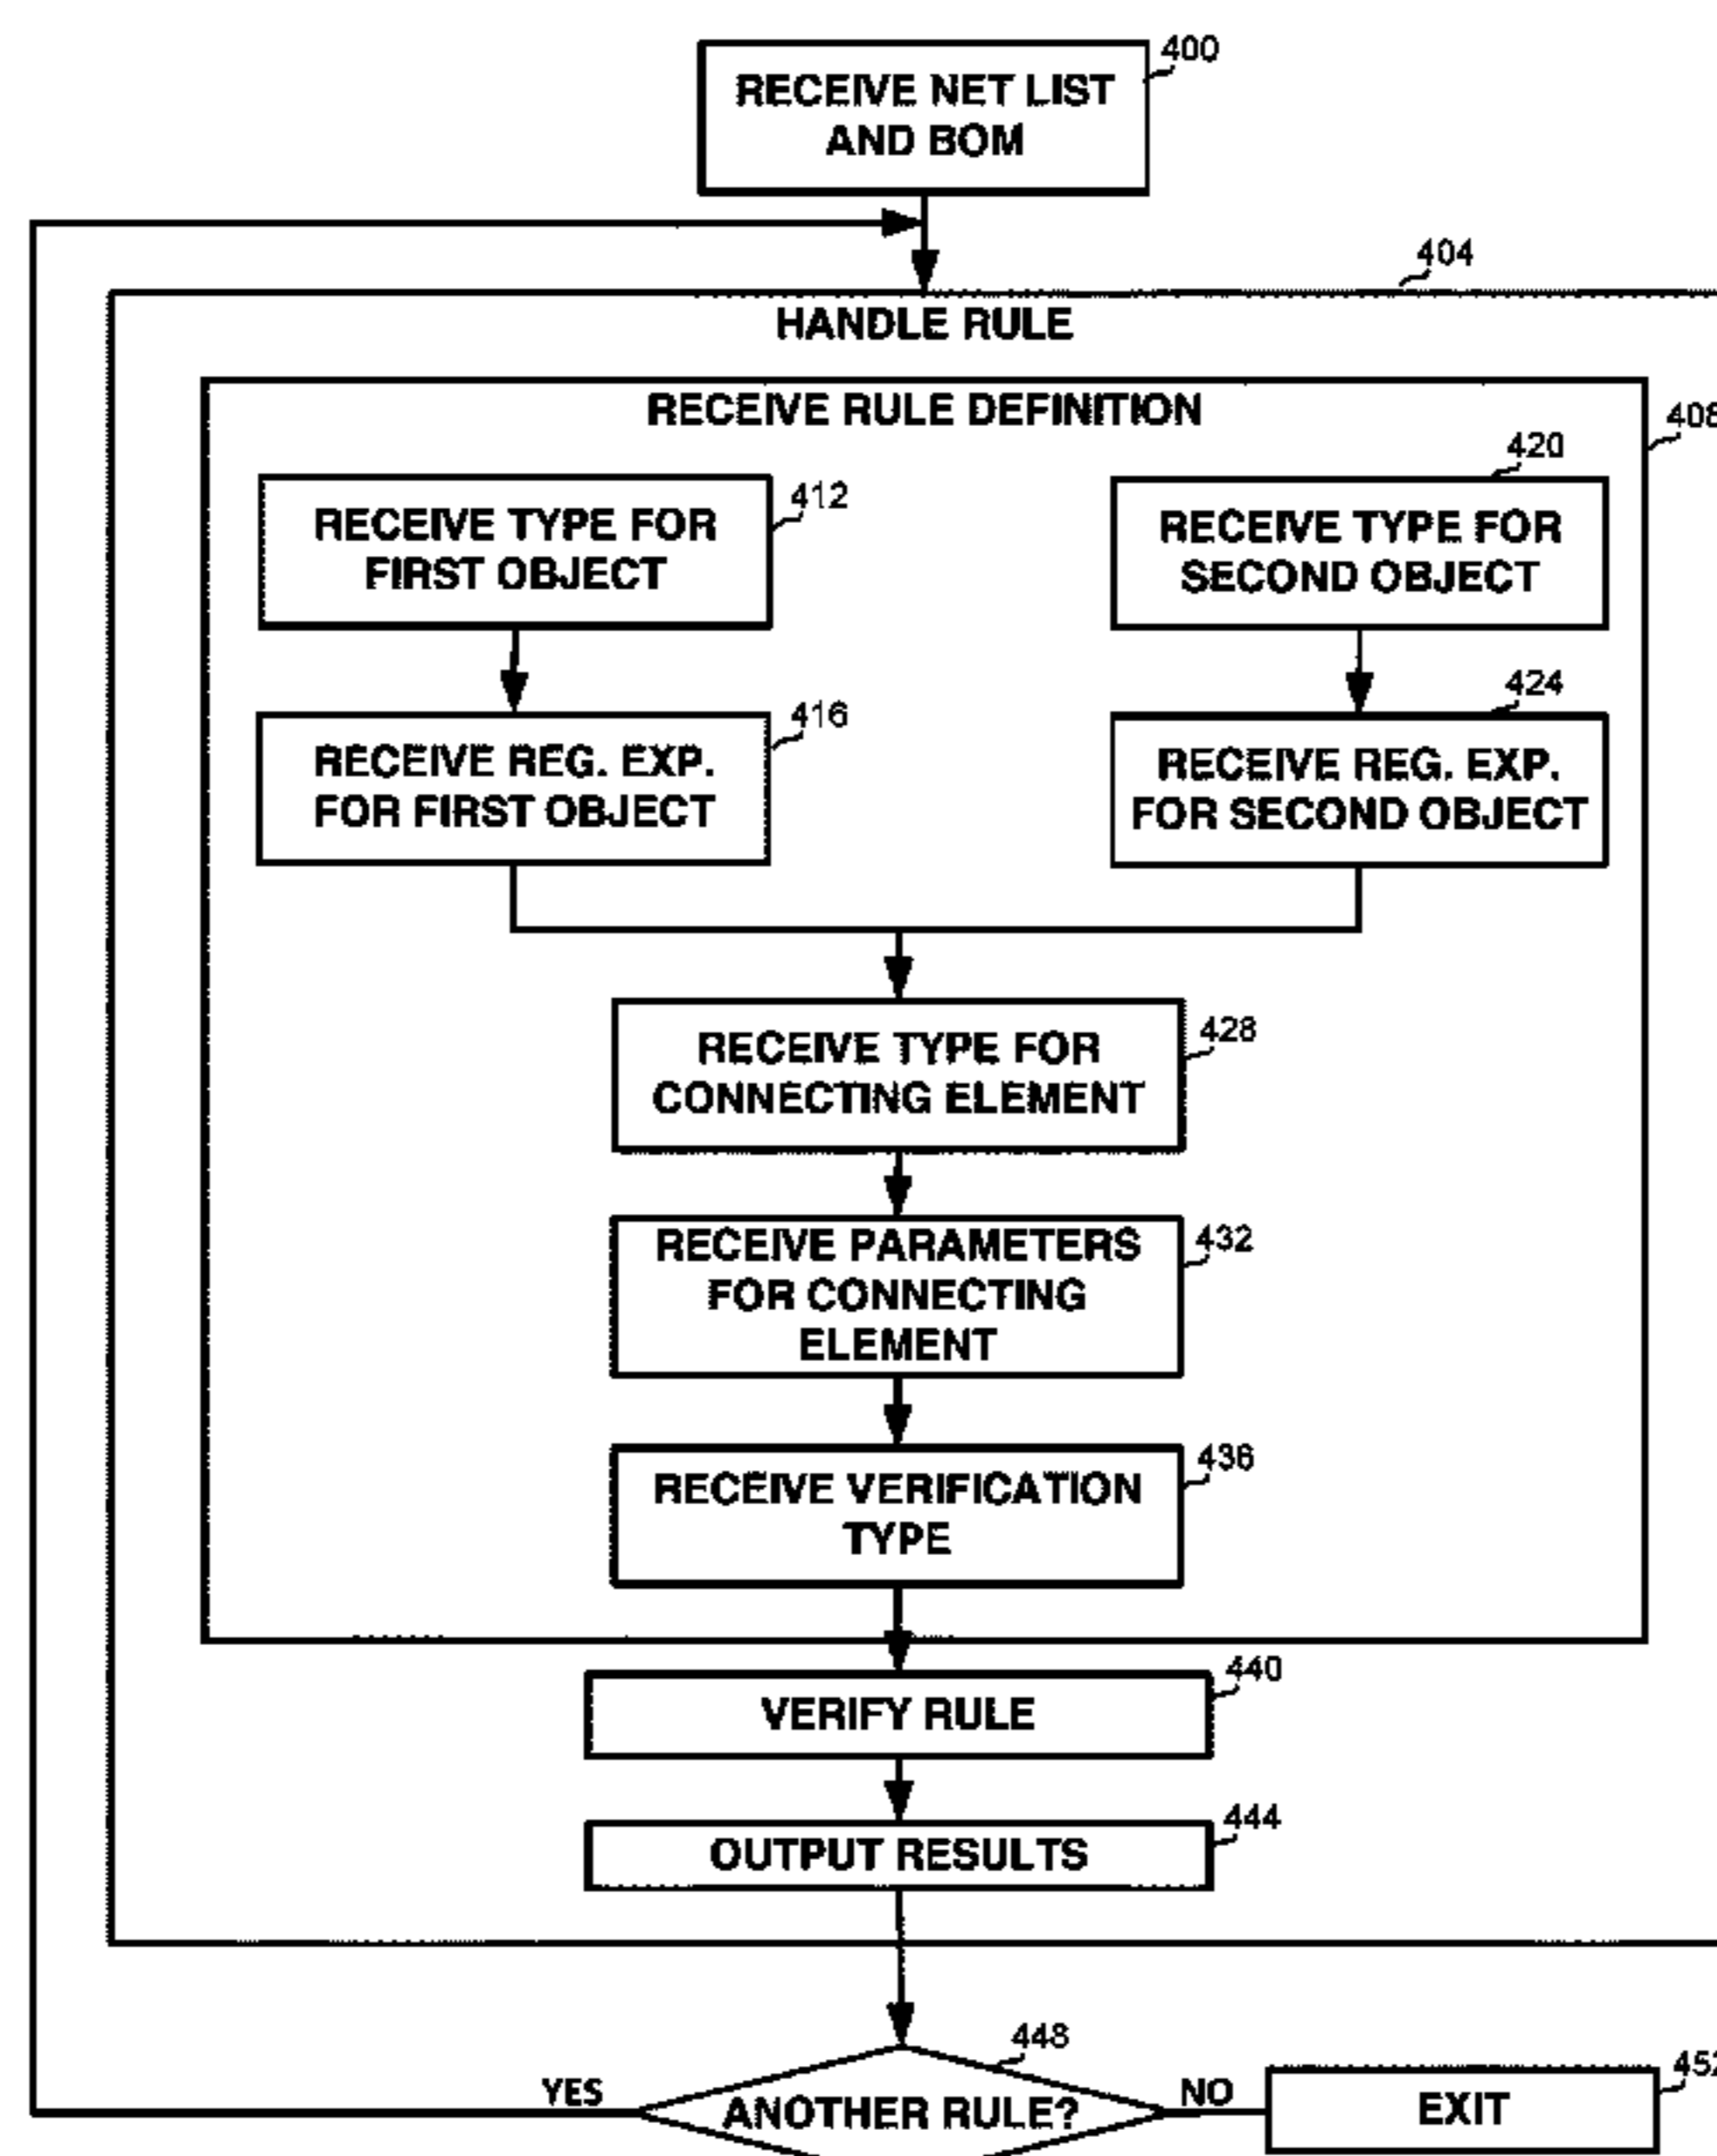 400
RECEIVE NET LIST
AND BOM
404
HANDLE RULE
RECEIVE RULE DEFINITION
408
412
RECEIVE TYPE FOR
FIRST OBJECT
420
RECEIVE TYPE FOR
SECOND OBJECT
416
RECEIVE REG. EXP.
FOR FIRST OBJECT
424
RECEIVE REG. EXP.
FOR SECOND OBJECT
428
RECEIVE TYPE FOR
CONNECTING ELEMENT
432
RECEIVE PARAMETERS
FOR CONNECTING
ELEMENT
436
RECEIVE VERIFICATION
TYPE
440
VERIFY RULE
444
OUTPUT RESULTS
448
YES
ANOTHER RULE?
NO
452
EXIT